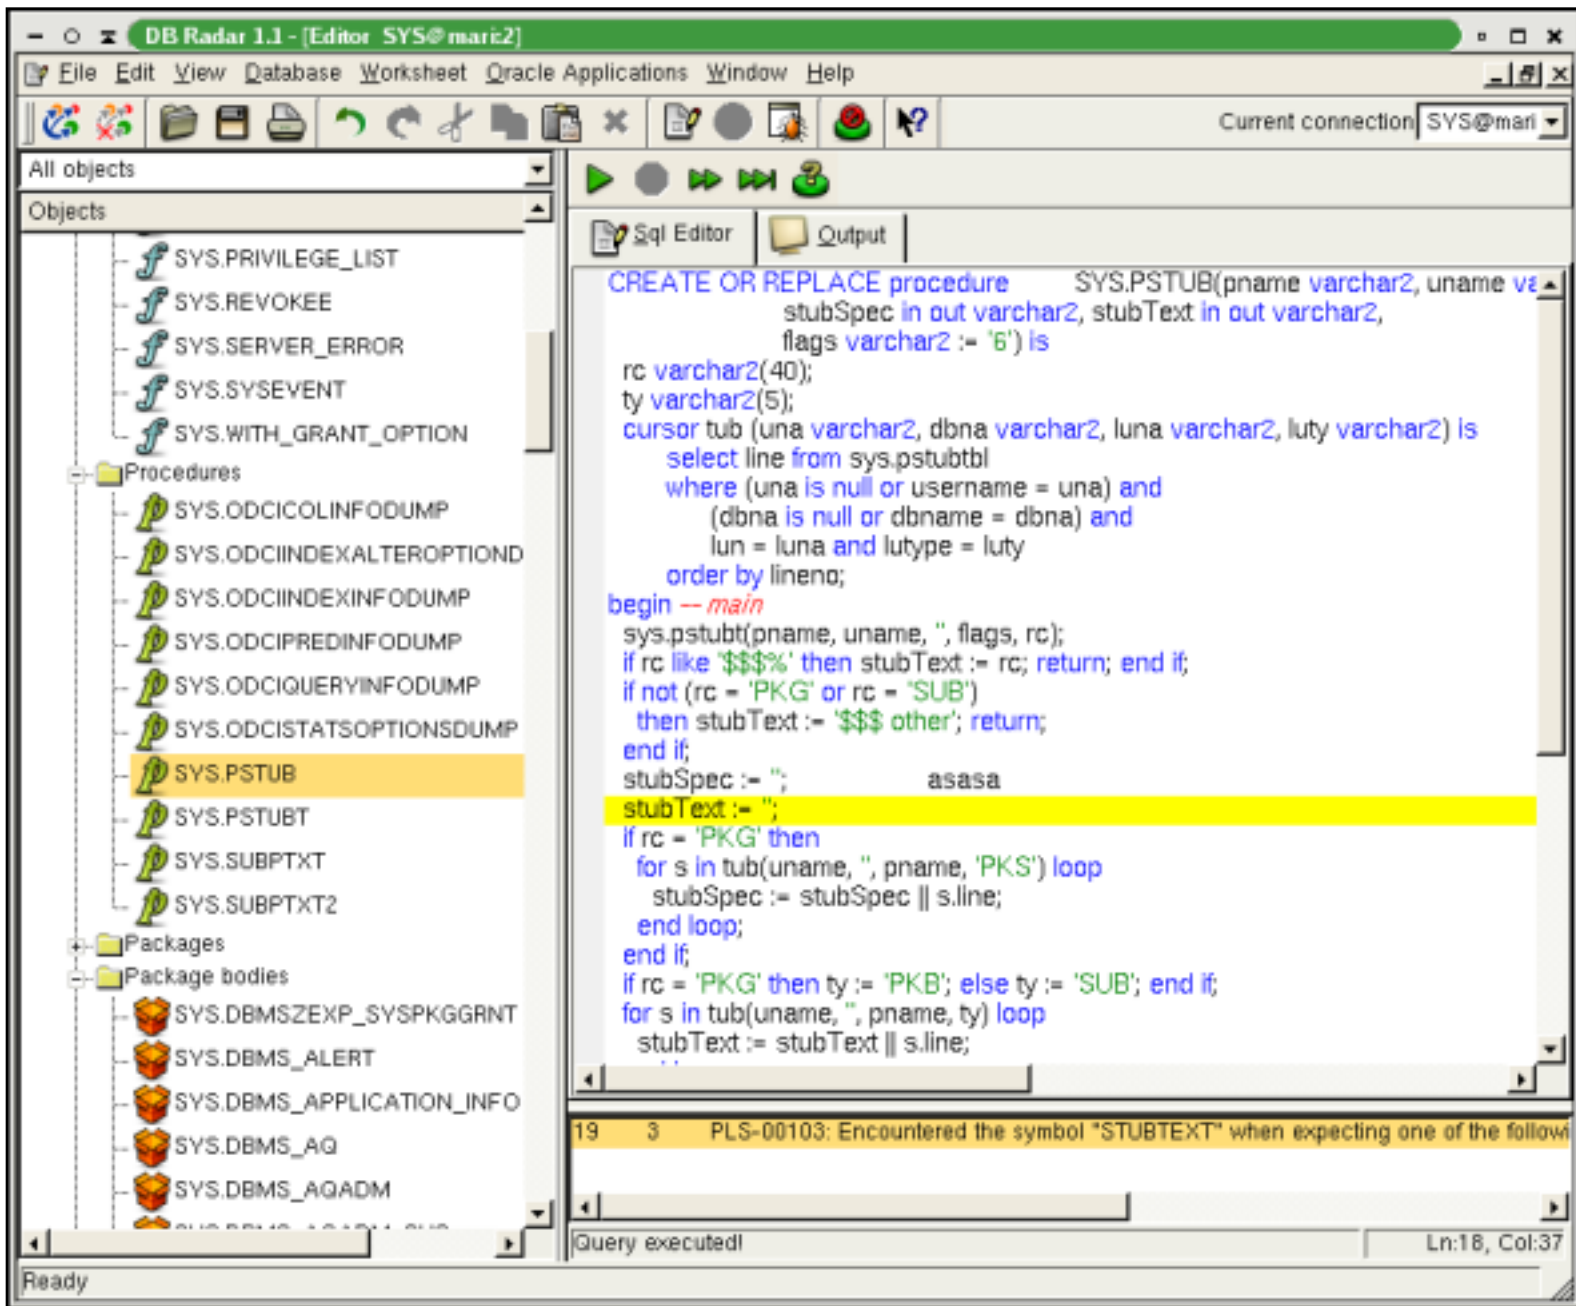 DB Radar 1.1 - [Editor SYS@maric2]
File Edit View Database Worksheet Oracle Applications Window Help
Current connection SYS@mari
All objects
Objects
SYS.PRIVILEGE_LIST
SYS.REVOKEE
SYS.SERVER_ERROR
SYS.SYSEVENT
SYS.WITH_GRANT_OPTION
Procedures
SYS.ODCICOLINFODUMP
SYS.ODCIINDEXALTEROPTIOND
SYS.ODCIINDEXINFODUMP
SYS.ODCIPREDINFODUMP
SYS.ODCIQUERYINFODUMP
SYS.ODCISTATSOPTIONSDUMP
SYS.PSTUB
SYS.PSTUBT
SYS.SUBPTXT
SYS.SUBPTXT2
Packages
Package bodies
SYS.DBMSZEXP_SYSPKGGRNT
SYS.DBMS_ALERT
SYS.DBMS_APPLICATION_INFO
SYS.DBMS_AQ
SYS.DBMS_AQADM
Sql Editor Output
CREATE OR REPLACE procedure SYS.PSTUB(pname varchar2, uname va
stubSpec in out varchar2, stubText in out varchar2,
flags varchar2 := '6') is
rc varchar2(40);
ty varchar2(5);
cursor tub (una varchar2, dbna varchar2, luna varchar2, luty varchar2) is
select line from sys.pstubtbl
where (una is null or username = una) and
(dbna is null or dbname = dbna) and
lun = luna and lutype = luty
order by lineno;
begin -- main
sys.pstubt(pname, uname, '', flags, rc);
if rc like '$$$%' then stubText := rc; return; end if;
if not (rc = 'PKG' or rc = 'SUB')
then stubText := '$$$ other'; return;
end if;
stubSpec := ''; asasa
stubText := '';
if rc = 'PKG' then
for s in tub(uname, '', pname, 'PKS') loop
stubSpec := stubSpec || s.line;
end loop;
end if;
if rc = 'PKG' then ty := 'PKB'; else ty := 'SUB'; end if;
for s in tub(uname, '', pname, ty) loop
stubText := stubText || s.line;
19 3 PLS-00103: Encountered the symbol "STUBTEXT" when expecting one of the followi
Query executed! Ln:18, Col:37
Ready